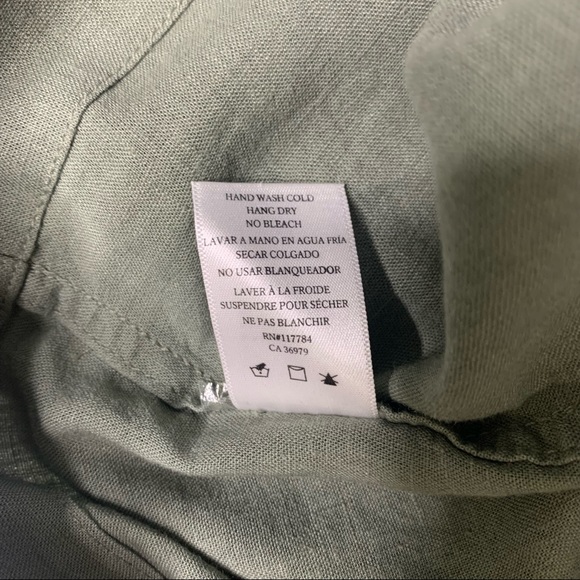 HAND WASH COLD
HANG DRY
NO BLEACH
LAVAR A MANO EN AGUA FRÍA
SECAR COLGADO
NO USAR BLANQUEADOR
LAVER À LA FROIDE
SUSPENDRE POUR SÉCHER
NE PAS BLANCHIR
RN#117784
CA 36979